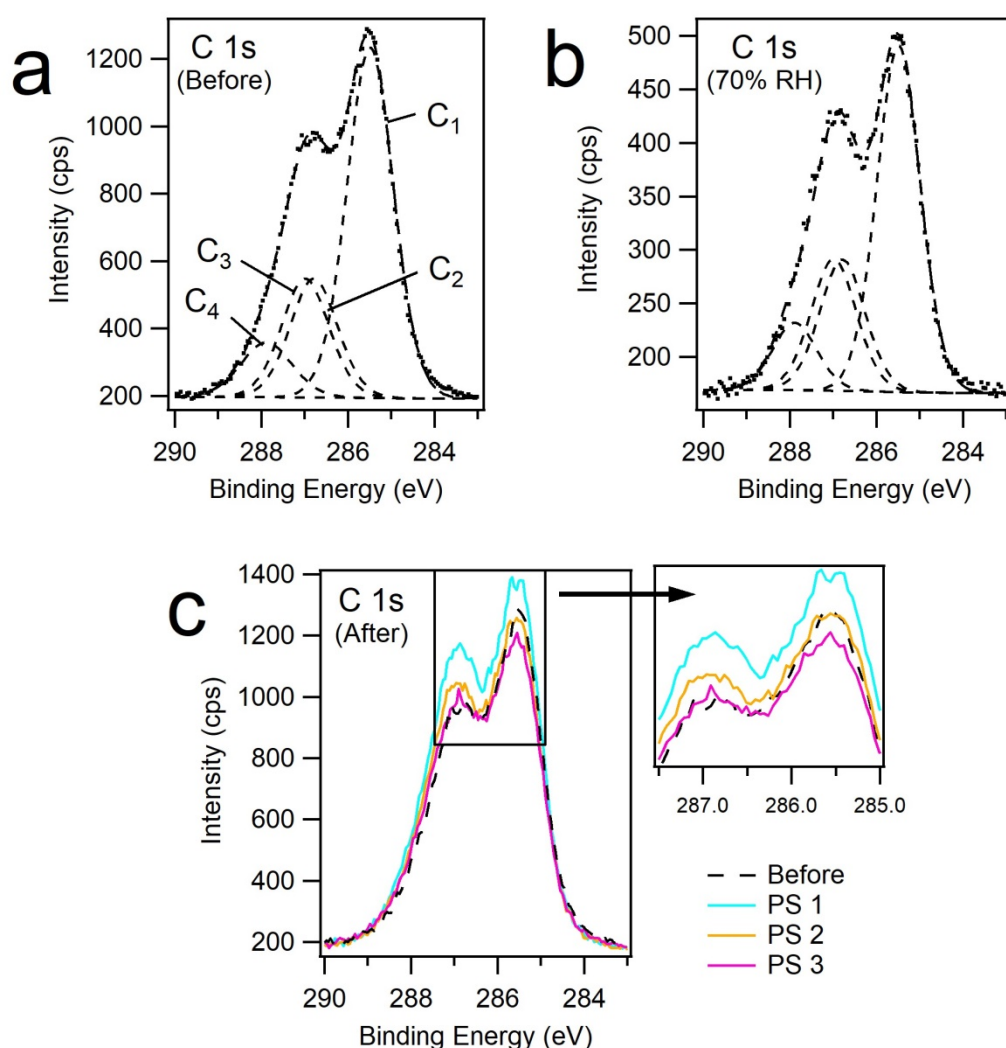 a
C 1s
(Before)
1200
1000
800
600
400
200
Intensity (cps)
C1
C2
C3
C4
290
288
286
284
Binding Energy (eV)
b
C 1s
(70% RH)
500
450
400
350
300
250
200
Intensity (cps)
290
288
286
284
Binding Energy (eV)
c
C 1s
(After)
1400
1200
1000
800
600
400
200
Intensity (cps)
290
288
286
284
Binding Energy (eV)
287.0
286.0
285.0
Before
PS 1
PS 2
PS 3